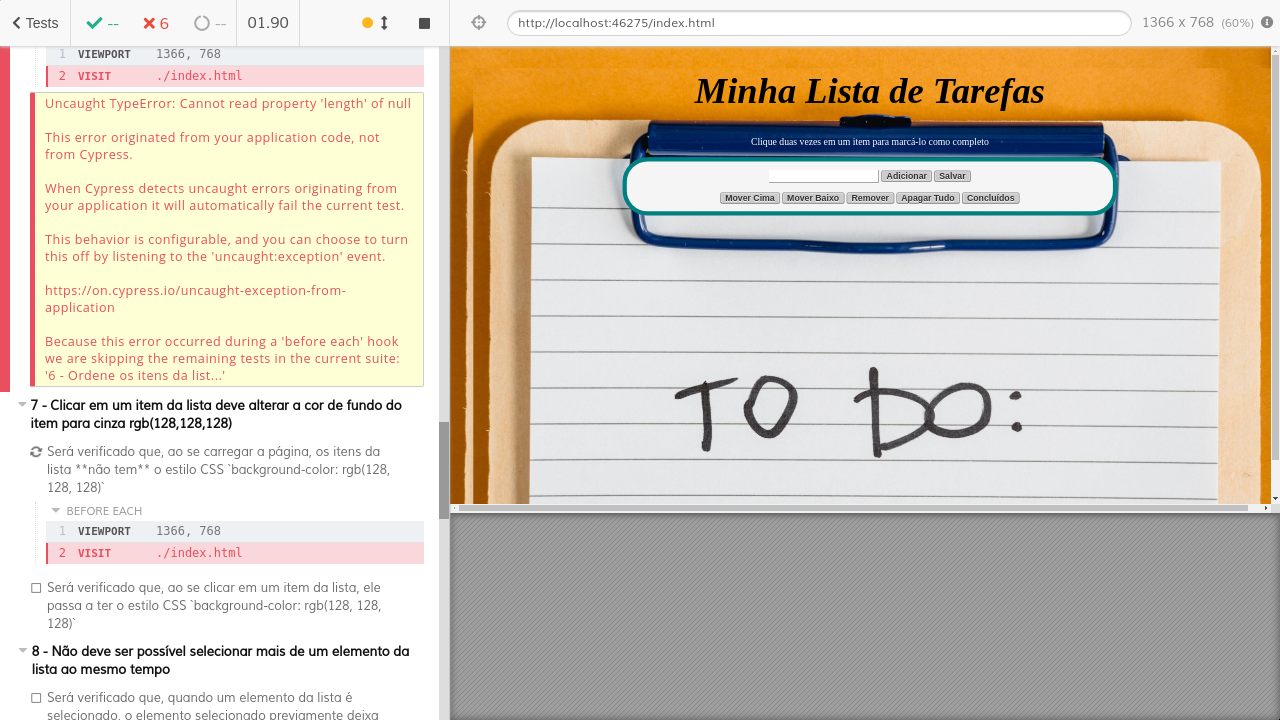 Tests
--
6
--
01.90
http://localhost:46275/index.html
1366 x 768 (60%)
1 VIEWPORT 1366, 768
2 VISIT ./index.html
Uncaught TypeError: Cannot read property 'length' of null
This error originated from your application code, not
from Cypress.
When Cypress detects uncaught errors originating from
your application it will automatically fail the current test.
This behavior is configurable, and you can choose to turn
this off by listening to the 'uncaught:exception' event.
https://on.cypress.io/uncaught-exception-from-
application
Because this error occurred during a 'before each' hook
we are skipping the remaining tests in the current suite:
'6 - Ordene os itens da list...'
7 - Clicar em um item da lista deve alterar a cor de fundo do
item para cinza rgb(128,128,128)
Será verificado que, ao se carregar a página, os itens da
lista **não tem** o estilo CSS `background-color: rgb(128,
128, 128)`
BEFORE EACH
1 VIEWPORT 1366, 768
2 VISIT ./index.html
Será verificado que, ao se clicar em um item da lista, ele
passa a ter o estilo CSS `background-color: rgb(128, 128,
128)`
8 - Não deve ser possível selecionar mais de um elemento da
lista ao mesmo tempo
Será verificado que, quando um elemento da lista é
selecionado, o elemento selecionado previamente deixa
Minha Lista de Tarefas
Clique duas vezes em um item para marcá-lo como completo
Adicionar Salvar
Mover Cima Mover Baixo Remover Apagar Tudo Concluídos
TO DO: